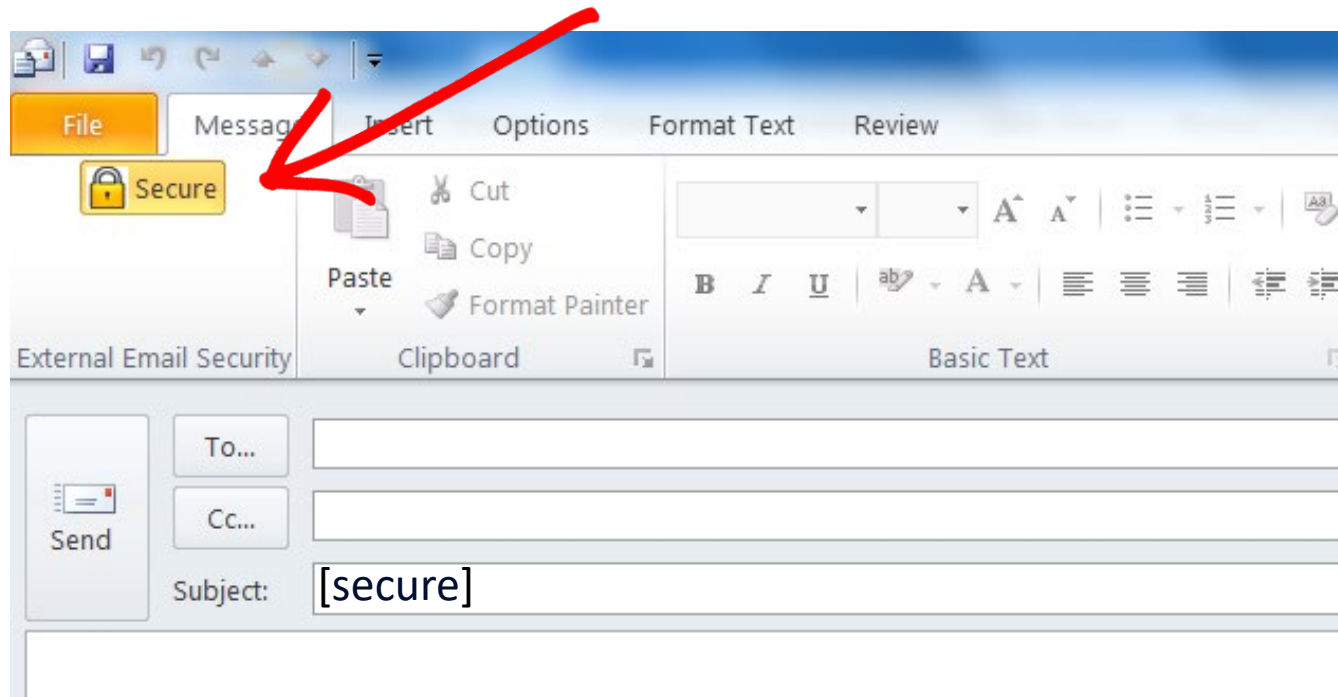 File Message Insert Options Format Text Review
Secure
Cut
Copy
Paste
Format Painter
B I U ab A
External Email Security Clipboard Basic Text
To...
Cc...
Send
Subject: [secure]